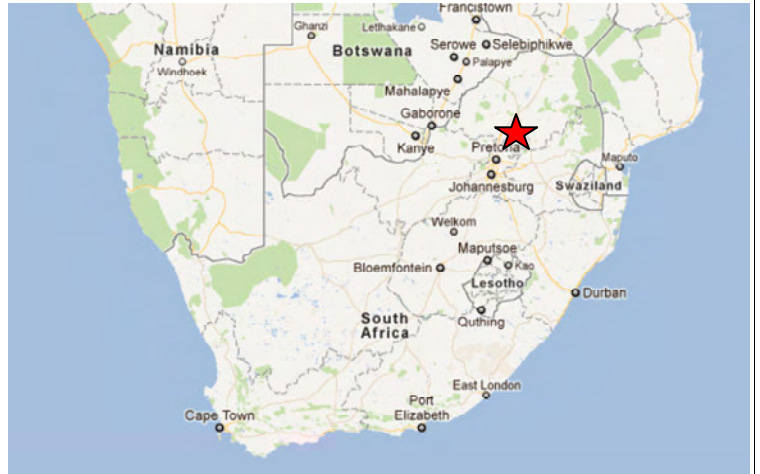 Francistown
Ghanzi
Letlhakane
Namibia
Botswana
Serowe
Selebiphikwe
Palapye
Windhoek
Mahalapye
Gaborone
Kanye
Pretoria
Maputo
Johannesburg
Swaziland
Welkom
Maputsoe
Bloemfontein
Kao
Lesotho
Durban
South
Africa
Quthing
East London
Port
Elizabeth
Cape Town